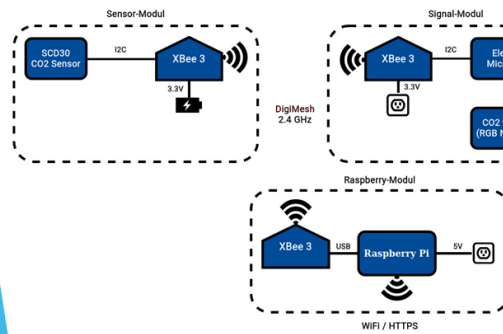 Sensor-Modul
SCD30
CO2 Sensor
I2C
XBee 3
3.3V
DigiMesh
2.4 GHz
Signal-Modul
XBee 3
I2C
3.3V
CO2
(RGB
Raspberry-Modul
XBee 3
USB
Raspberry Pi
5V
WiFi / HTTPS